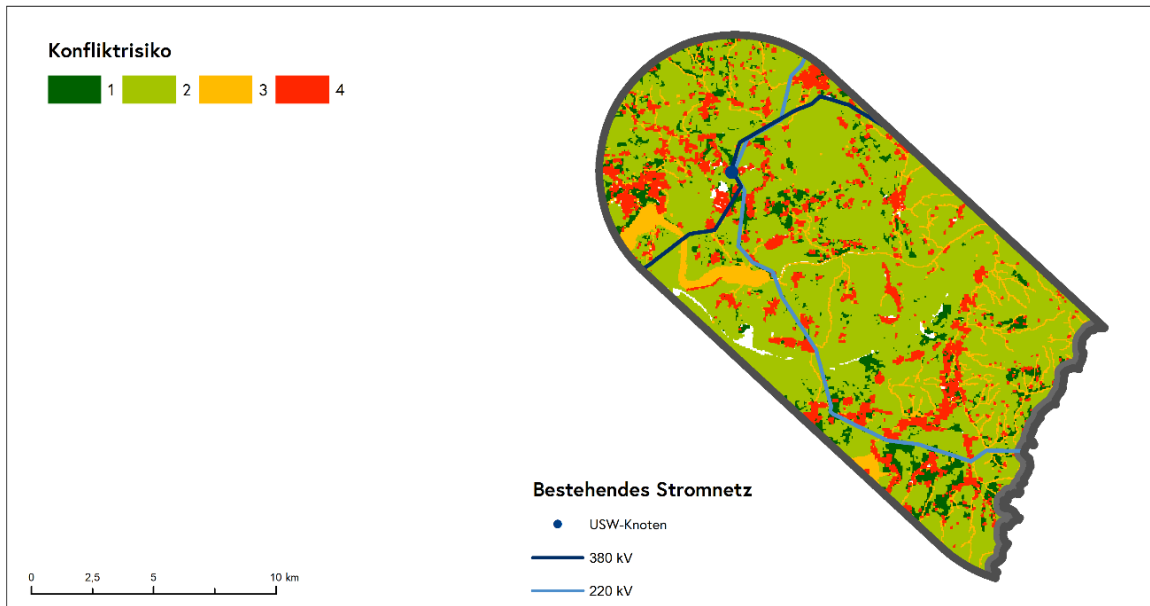 Konfliktrisiko
1 2 3 4
Bestehendes Stromnetz
USW-Knoten
380 kV
220 kV
0 2,5 5 10 km